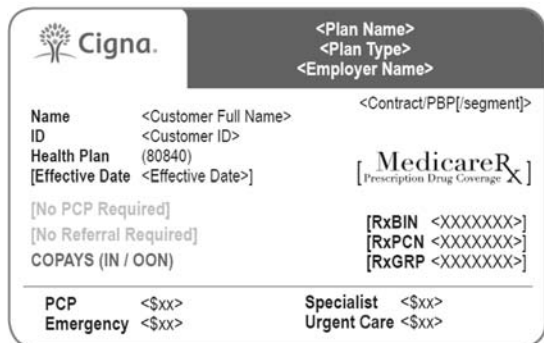 Cigna.
<Plan Name>
<Plan Type>
<Employer Name>
<Contract/PBP[/segment]>
Name <Customer Full Name>
ID <Customer ID>
Health Plan (80840)
[Effective Date <Effective Date>]
[MedicareRx
Prescription Drug Coverage]
[No PCP Required]
[No Referral Required]
COPAYS (IN / OON)
[RxBIN <XXXXXXX>]
[RxPCN <XXXXXXX>]
[RxGRP <XXXXXXX>]
PCP <$xx> Specialist <$xx>
Emergency <$xx> Urgent Care <$xx>